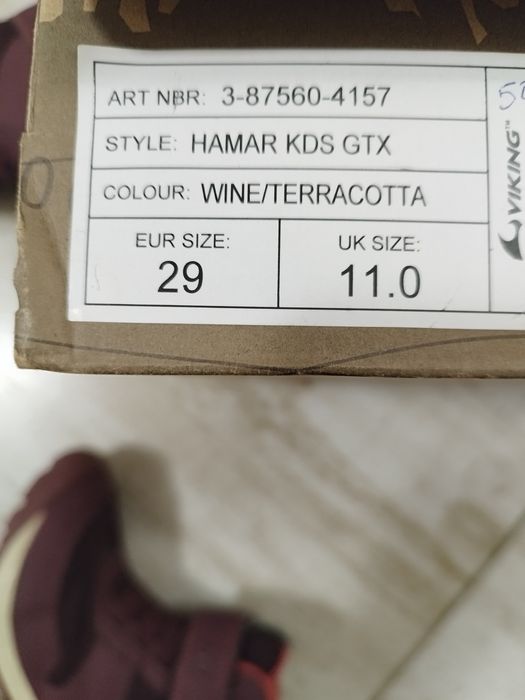 ART NBR: 3-87560-4157
STYLE: HAMAR KDS GTX
COLOUR: WINE/TERRACOTTA
EUR SIZE:
29
UK SIZE:
11.0
VIKING™